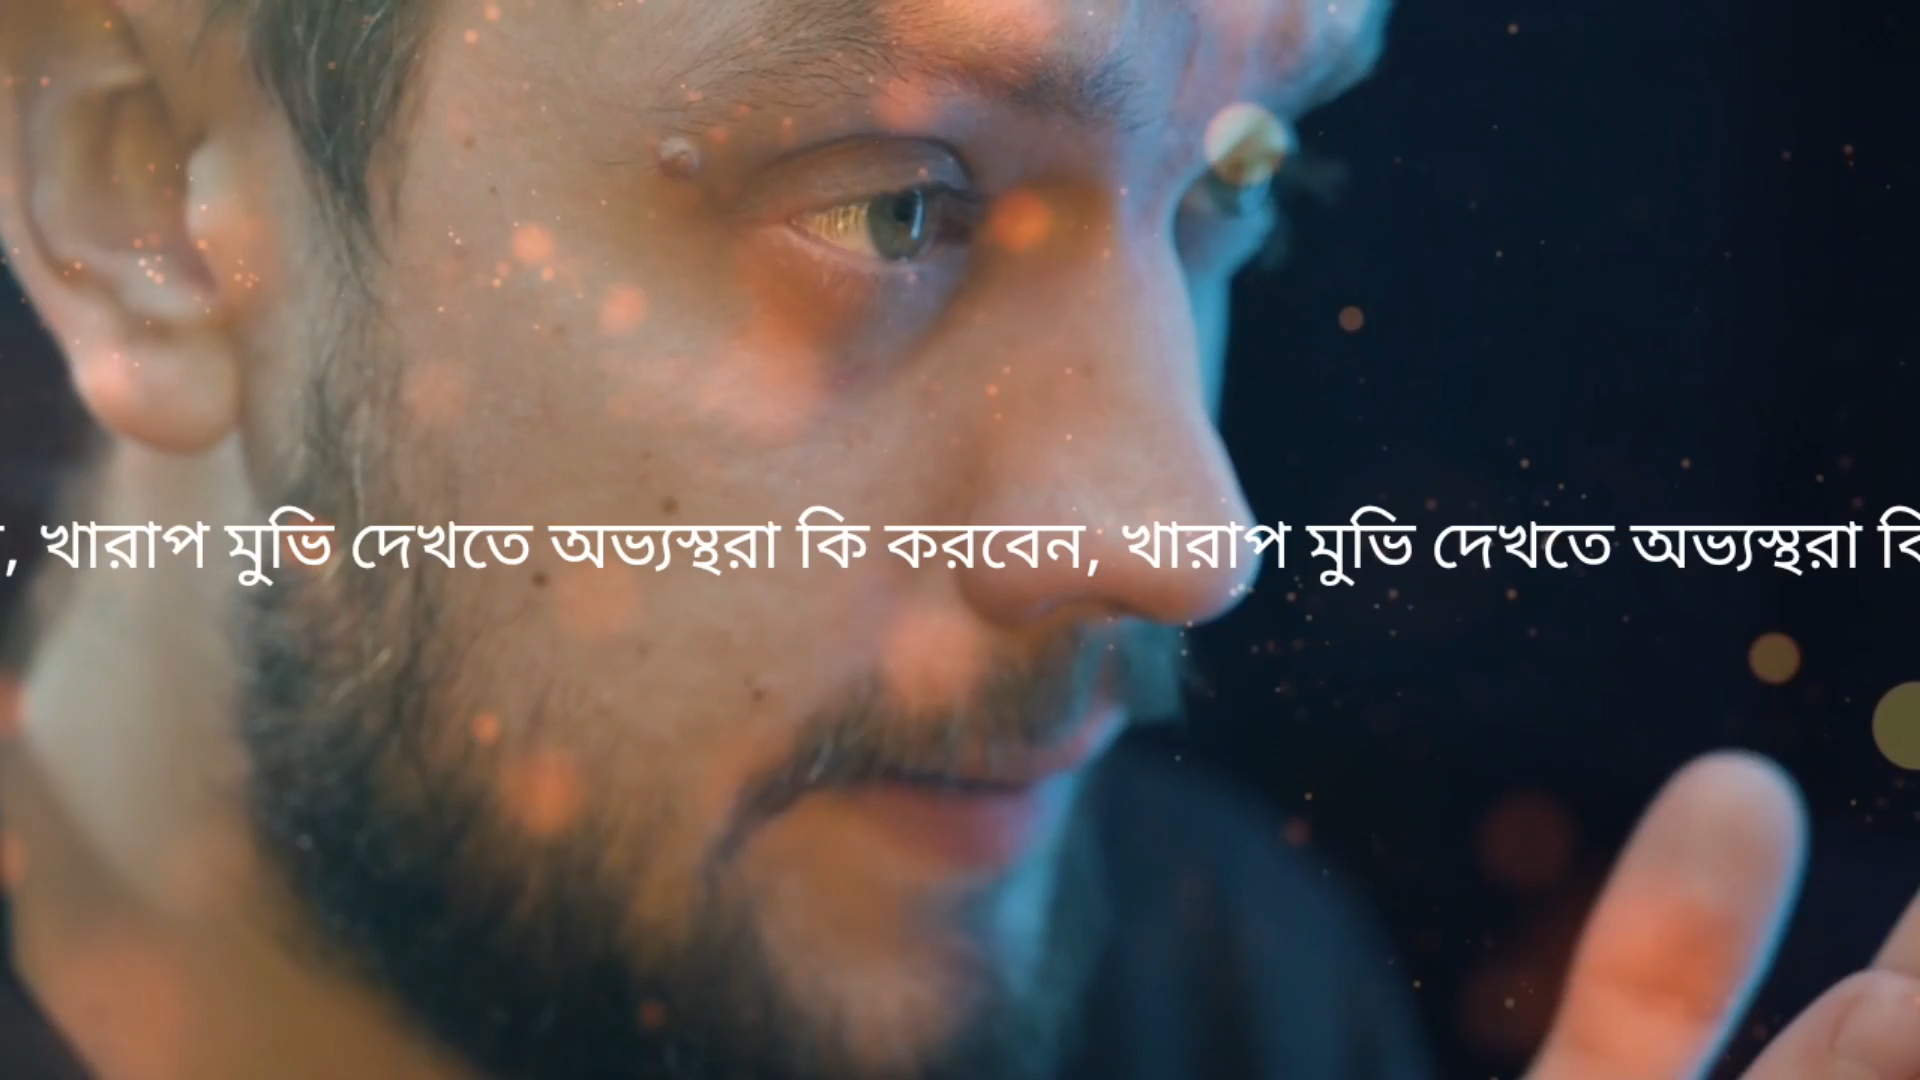 , খারাপ মুভি দেখতে অভ্যস্থরা কি করবেন, খারাপ মুভি দেখতে অভ্যস্থরা কি